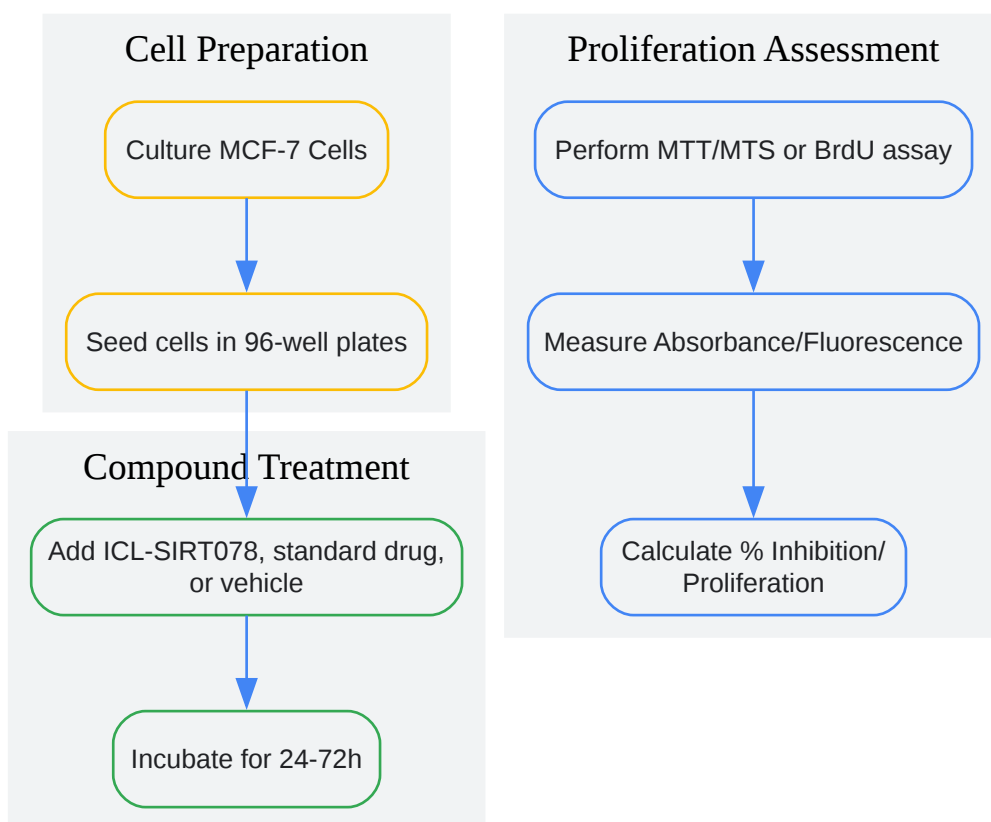 Cell Preparation
Culture MCF-7 Cells
Seed cells in 96-well plates
Compound Treatment
Add ICL-SIRT078, standard drug,
or vehicle
Incubate for 24-72h
Proliferation Assessment
Perform MTT/MTS or BrdU assay
Measure Absorbance/Fluorescence
Calculate % Inhibition/
Proliferation